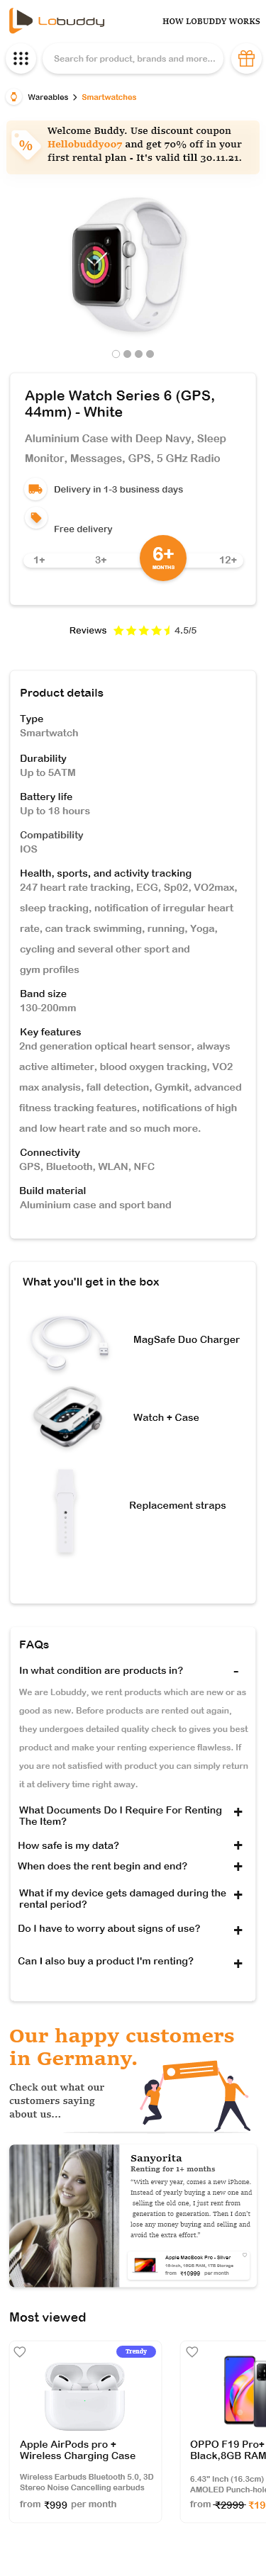 Lobuddy
HOW LOBUDDY WORKS
Search for product, brands and more...
Wareables > Smartwatches
%
Welcome Buddy. Use discount coupon
Hellobuddy007 and get 70% off in your
first rental plan - It's valid till 30.11.21.
Apple Watch Series 6 (GPS,
44mm) - White
Aluminium Case with Deep Navy, Sleep
Monitor, Messages, GPS, 5 GHz Radio
Delivery in 1-3 business days
Free delivery
1+
3+
6+
MONTHS
12+
Reviews
4.5/5
Product details
Type
Smartwatch
Durability
Up to 5ATM
Battery life
Up to 18 hours
Compatibility
IOS
Health, sports, and activity tracking
247 heart rate tracking, ECG, Sp02, VO2max,
sleep tracking, notification of irregular heart
rate, can track swimming, running, Yoga,
cycling and several other sport and
gym profiles
Band size
130-200mm
Key features
2nd generation optical heart sensor, always
active altimeter, blood oxygen tracking, VO2
max analysis, fall detection, Gymkit, advanced
fitness tracking features, notifications of high
and low heart rate and so much more.
Connectivity
GPS, Bluetooth, WLAN, NFC
Build material
Aluminium case and sport band
What you'll get in the box
MagSafe Duo Charger
Watch + Case
Replacement straps
FAQs
In what condition are products in?
-
We are Lobuddy, we rent products which are new or as
good as new. Before products are rented out again,
they undergoes detailed quality check to gives you best
product and make your renting experience flawless. If
you are not satisfied with product you can simply return
it at delivery time right away.
What Documents Do I Require For Renting
The Item?
+
How safe is my data?
+
When does the rent begin and end?
+
What if my device gets damaged during the
rental period?
+
Do I have to worry about signs of use?
+
Can I also buy a product I'm renting?
+
Our happy customers
in Germany.
Check out what our
customers saying
about us...
Sanyorita
Renting for 1+ months
"With every year, comes a new iPhone.
Instead of yearly buying a new one and
selling the old one, I just rent from
generation to generation. Then I don't
lose any money buying and selling and
avoid the extra effort."
Apple MacBook Pro - Silver
16-inch, 16GB RAM, 1TB Storage
from ₹10999 per month
Most viewed
Trendy
Apple AirPods pro +
Wireless Charging Case
Wireless Earbuds Bluetooth 5.0, 3D
Stereo Noise Cancelling earbuds
from ₹999 per month
OPPO F19 Pro+
Black,8GB RAM
6.43" Inch (16.3cm)
AMOLED Punch-hol
from ₹2999 ₹19